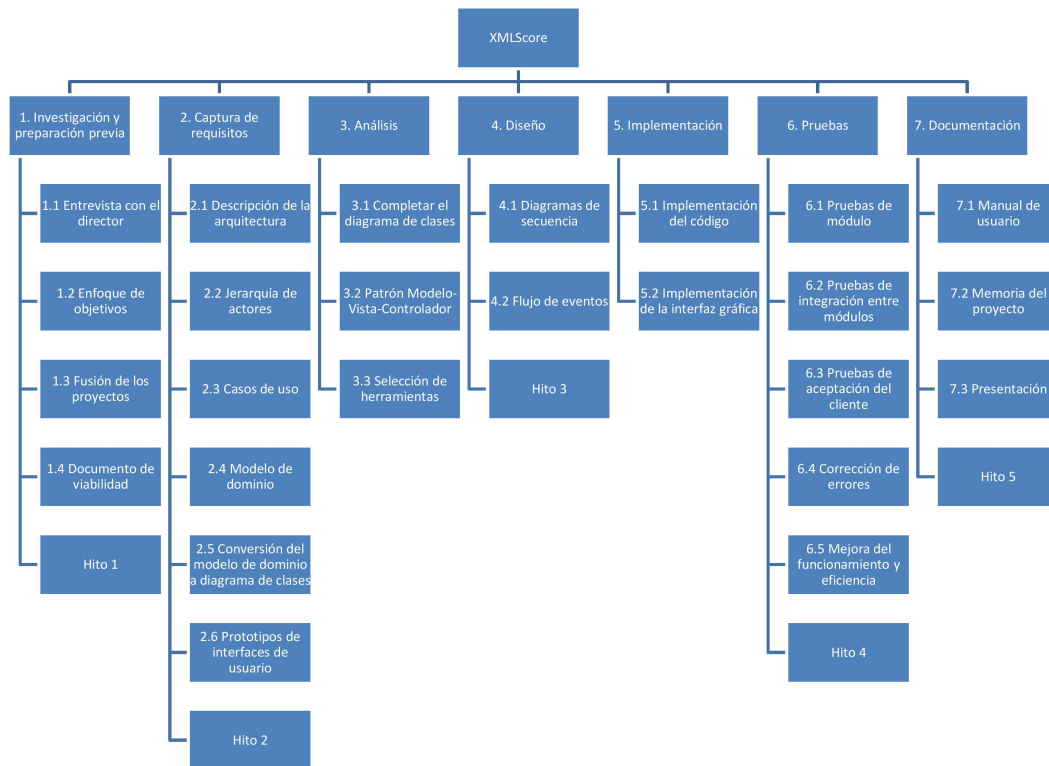 XMLScore
1. Investigación y
preparación previa
2. Captura de
requisitos
3. Análisis
4. Diseño
5. Implementación
6. Pruebas
7. Documentación
1.1 Entrevista con el
director
1.2 Enfoque de
objetivos
1.3 Fusión de los
proyectos
1.4 Documento de
viabilidad
Hito 1
2.1 Descripción de la
arquitectura
2.2 Jerarquía de
actores
2.3 Casos de uso
2.4 Modelo de
dominio
2.5 Conversión del
modelo de dominio
a diagrama de clases
2.6 Prototipos de
interfaces de
usuario
Hito 2
3.1 Completar el
diagrama de clases
3.2 Patrón Modelo-
Vista-Controlador
3.3 Selección de
herramientas
4.1 Diagramas de
secuencia
4.2 Flujo de eventos
Hito 3
5.1 Implementación
del código
5.2 Implementación
de la interfaz gráfica
6.1 Pruebas de
módulo
6.2 Pruebas de
integración entre
módulos
6.3 Pruebas de
aceptación del
cliente
6.4 Corrección de
errores
6.5 Mejora del
funcionamiento y
eficiencia
Hito 4
7.1 Manual de
usuario
7.2 Memoria del
proyecto
7.3 Presentación
Hito 5